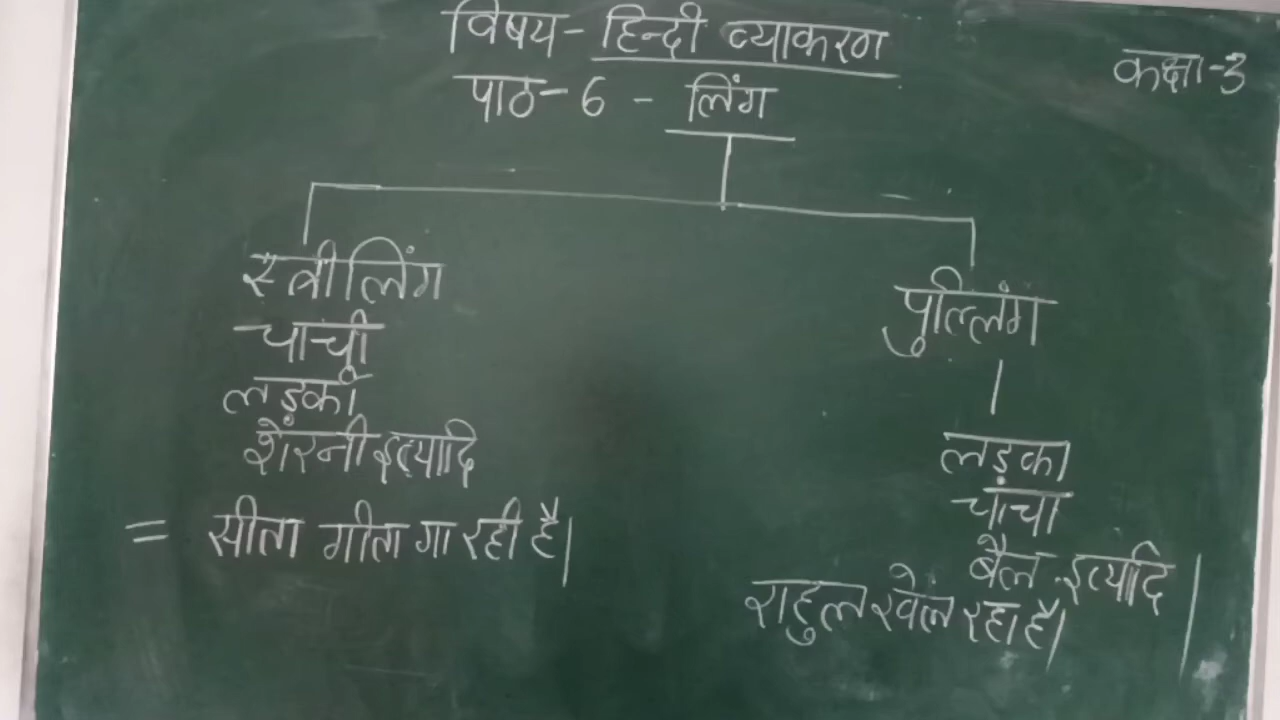 विषय - हिन्दी व्याकरण
कक्षा - 3
पाठ - 6 - लिंग
स्त्रीलिंग
चाची
लड़की
शेरनी इत्यादि
= सीता गीता गा रही है।
पुल्लिंग
लड़का
चाचा
बैल इत्यादि।
राहुल खेल रहा है।